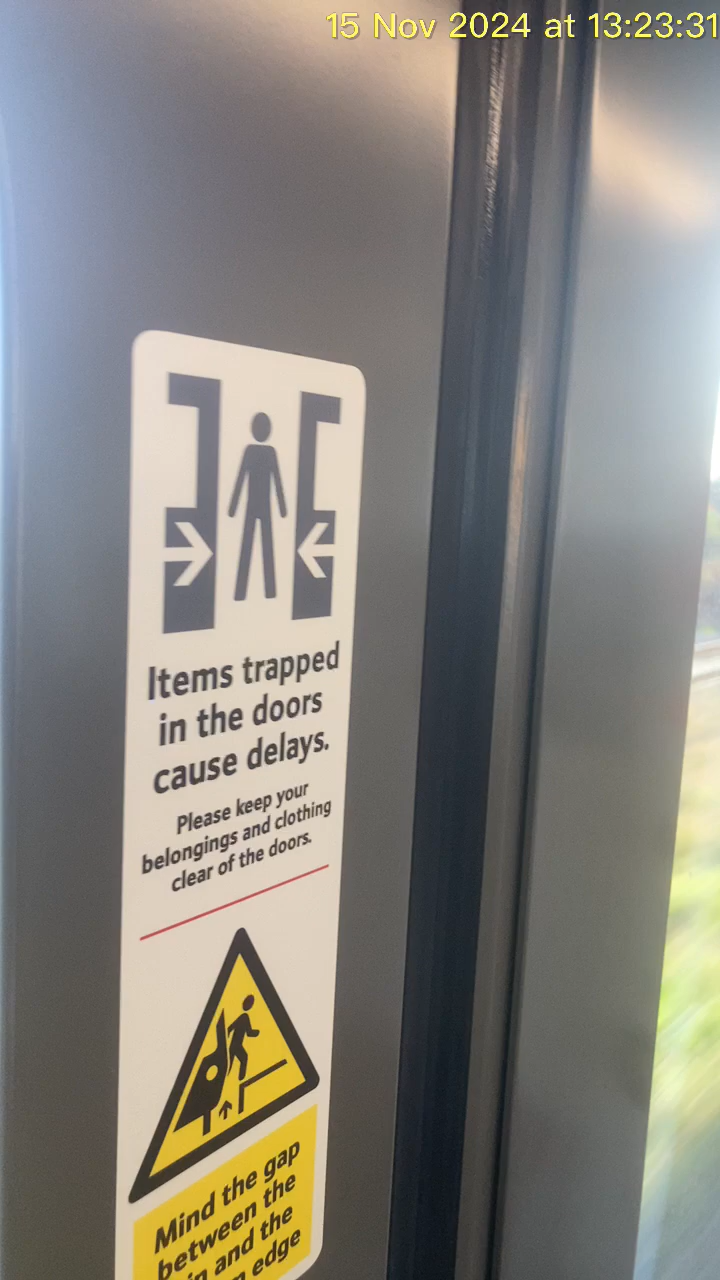 15 Nov 2024 at 13:23:31
Items trapped
in the doors
cause delays.
Please keep your
belongings and clothing
clear of the doors.
Mind the gap
between the
in and the
edge